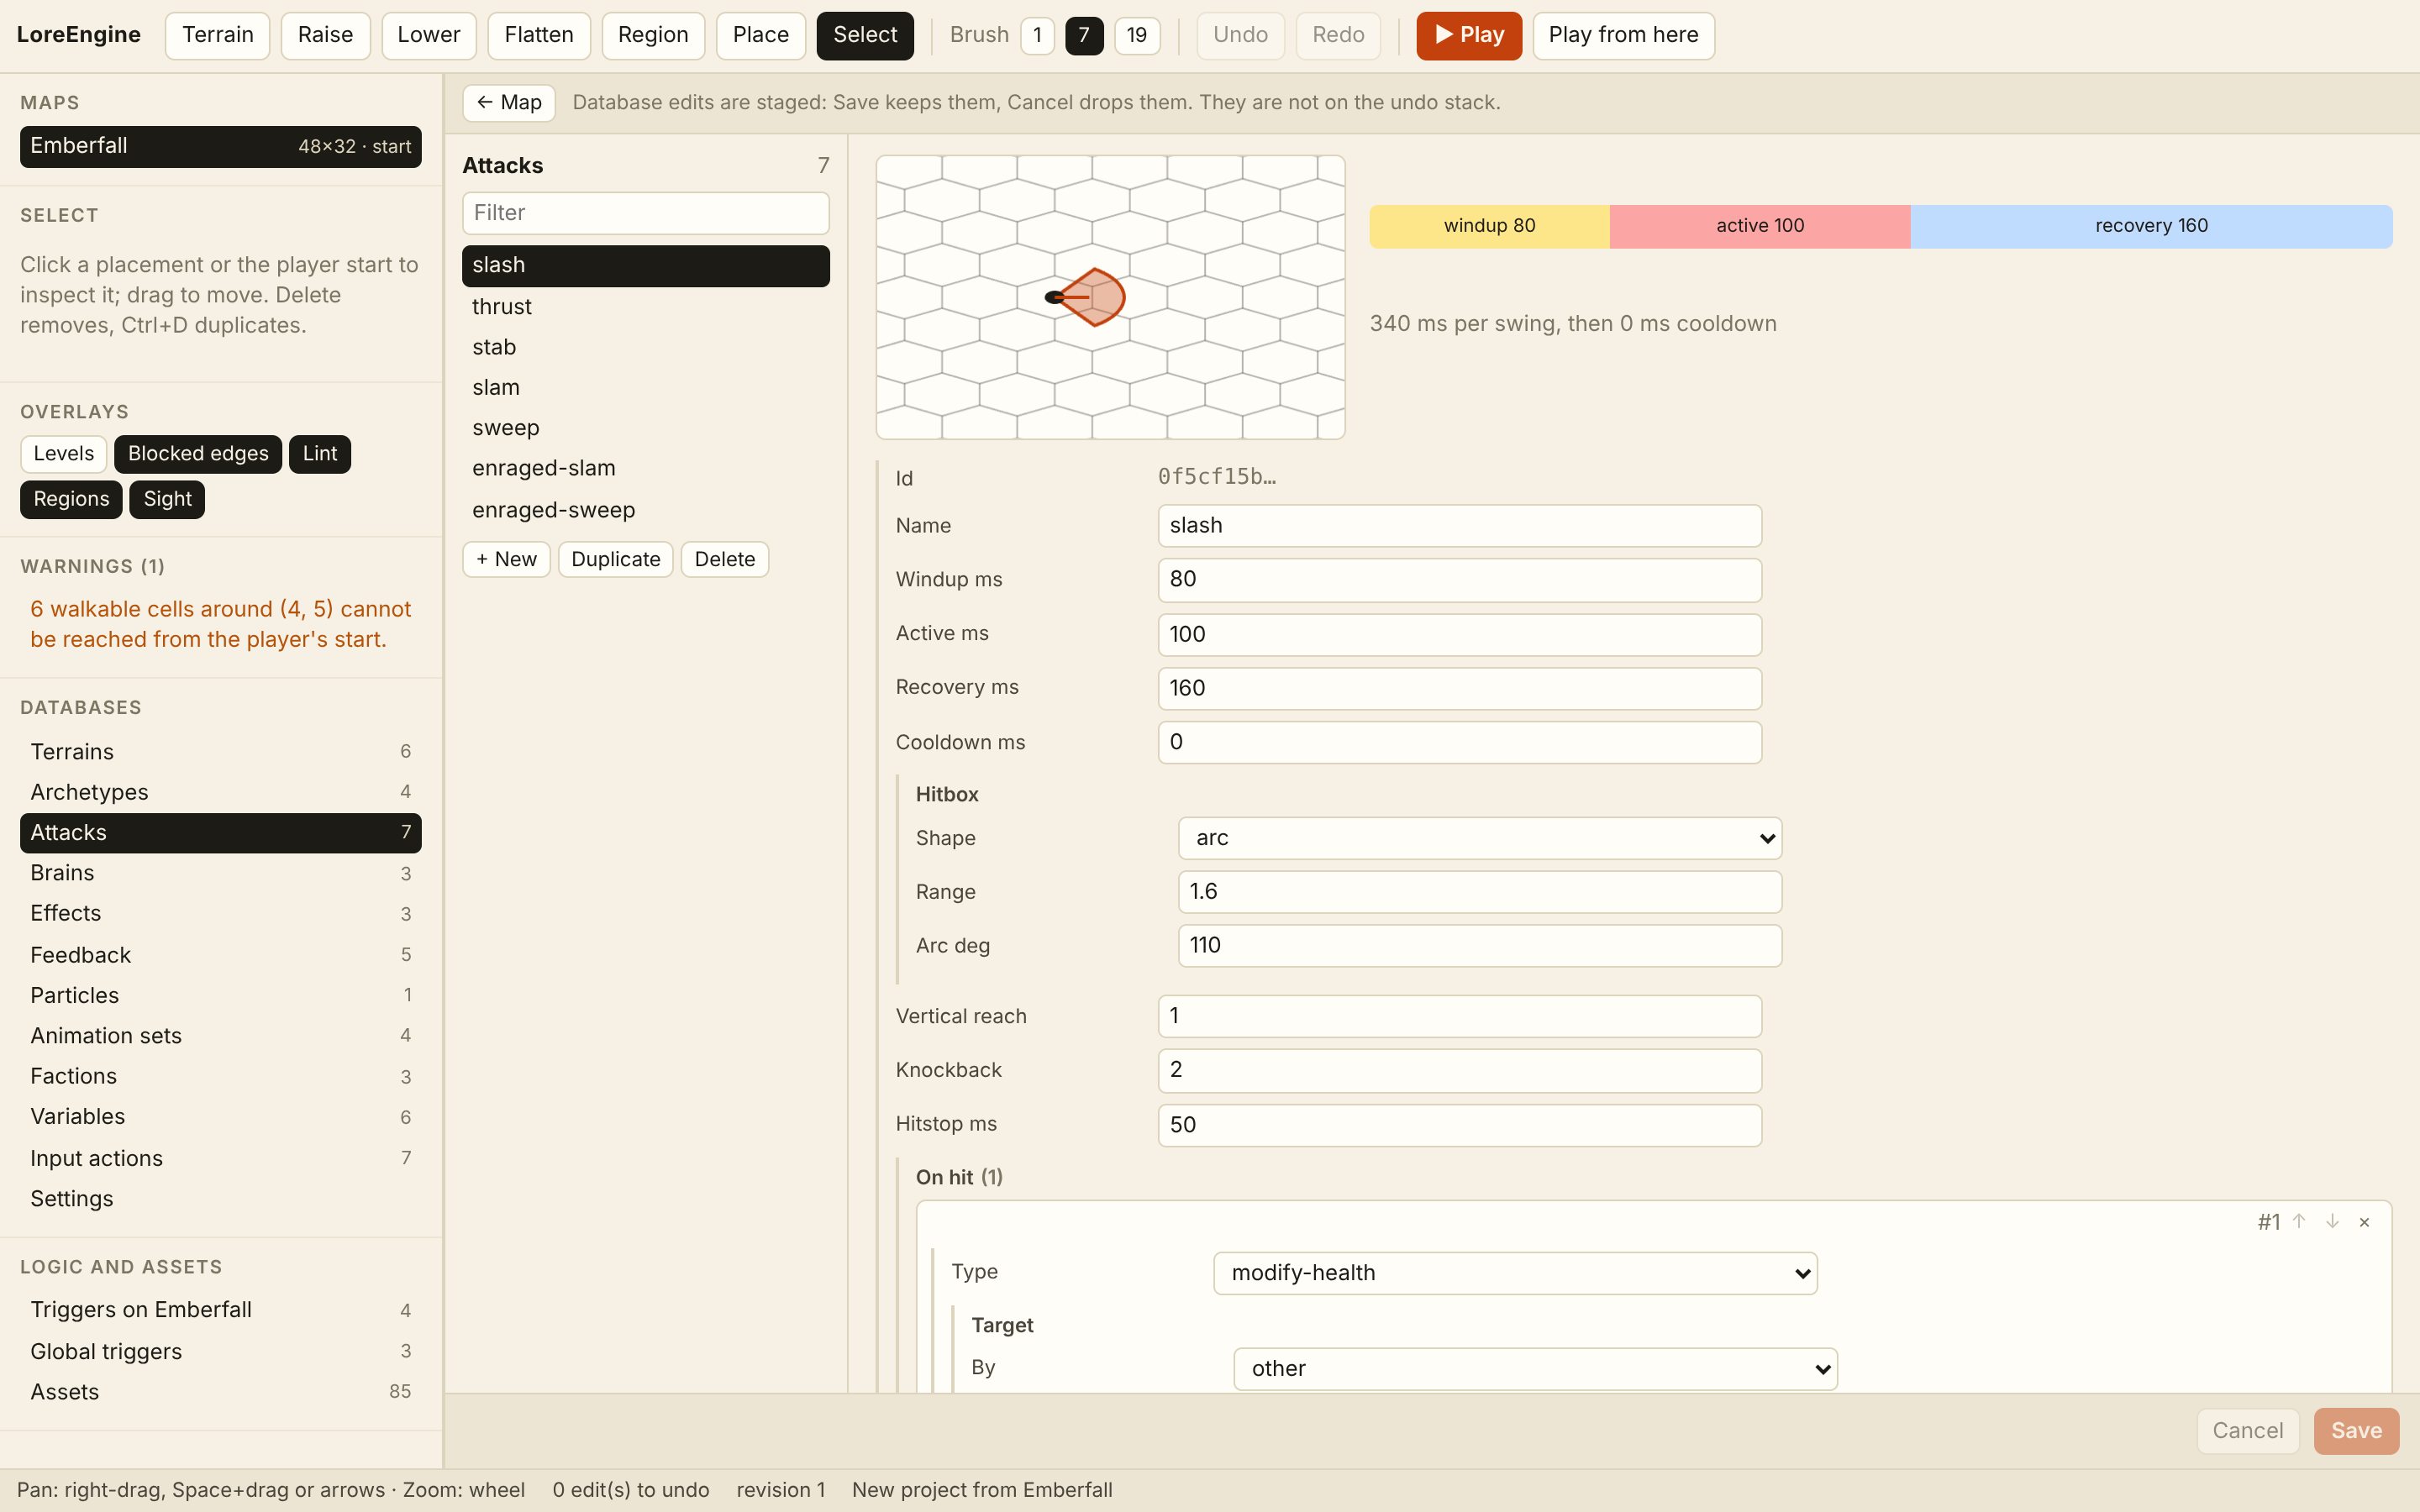 LoreEngine
Terrain
Raise
Lower
Flatten
Region
Place
Select
Brush
1
7
19
Undo
Redo
▶ Play
Play from here
MAPS
Emberfall 48×32 · start
SELECT
Click a placement or the player start to
inspect it; drag to move. Delete
removes, Ctrl+D duplicates.
OVERLAYS
Levels
Blocked edges
Lint
Regions
Sight
WARNINGS (1)
6 walkable cells around (4, 5) cannot
be reached from the player's start.
DATABASES
Terrains 6
Archetypes 4
Attacks 7
Brains 3
Effects 3
Feedback 5
Particles 1
Animation sets 4
Factions 3
Variables 6
Input actions 7
Settings
LOGIC AND ASSETS
Triggers on Emberfall 4
Global triggers 3
Assets 85
← Map
Database edits are staged: Save keeps them, Cancel drops them. They are not on the undo stack.
Attacks 7
Filter
slash
thrust
stab
slam
sweep
enraged-slam
enraged-sweep
+ New
Duplicate
Delete
windup 80
active 100
recovery 160
340 ms per swing, then 0 ms cooldown
Id 0f5cf15b…
Name slash
Windup ms 80
Active ms 100
Recovery ms 160
Cooldown ms 0
Hitbox
Shape arc
Range 1.6
Arc deg 110
Vertical reach 1
Knockback 2
Hitstop ms 50
On hit (1)
#1 ↑ ↓ ×
Type modify-health
Target
By other
Cancel
Save
Pan: right-drag, Space+drag or arrows · Zoom: wheel
0 edit(s) to undo
revision 1
New project from Emberfall